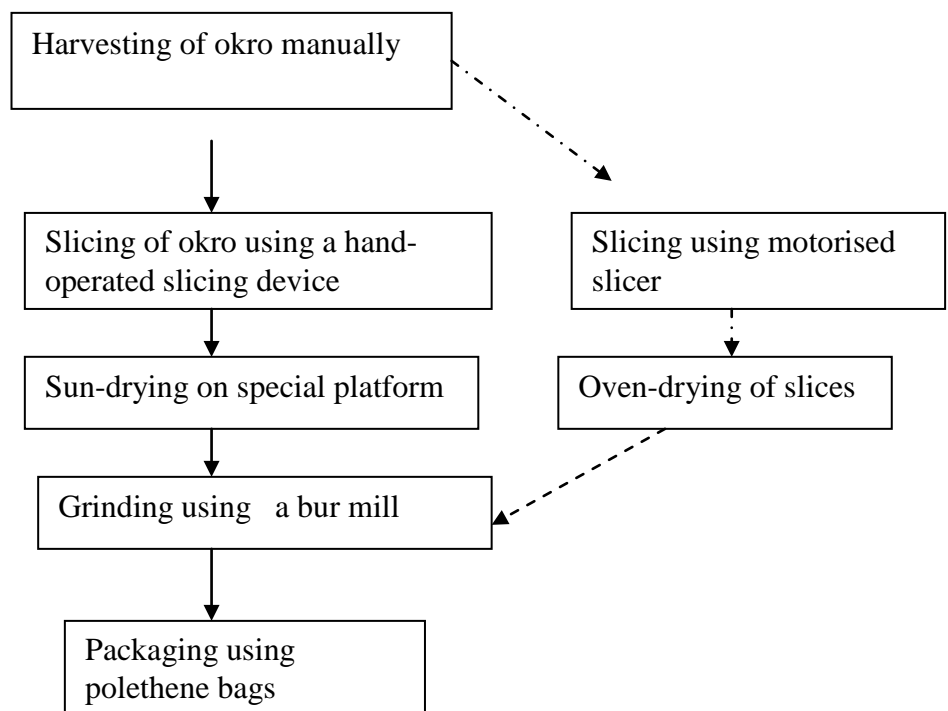 Harvesting of okro manually
Slicing of okro using a hand-
operated slicing device
Slicing using motorised
slicer
Sun-drying on special platform
Oven-drying of slices
Grinding using   a bur mill
Packaging using
polethene bags